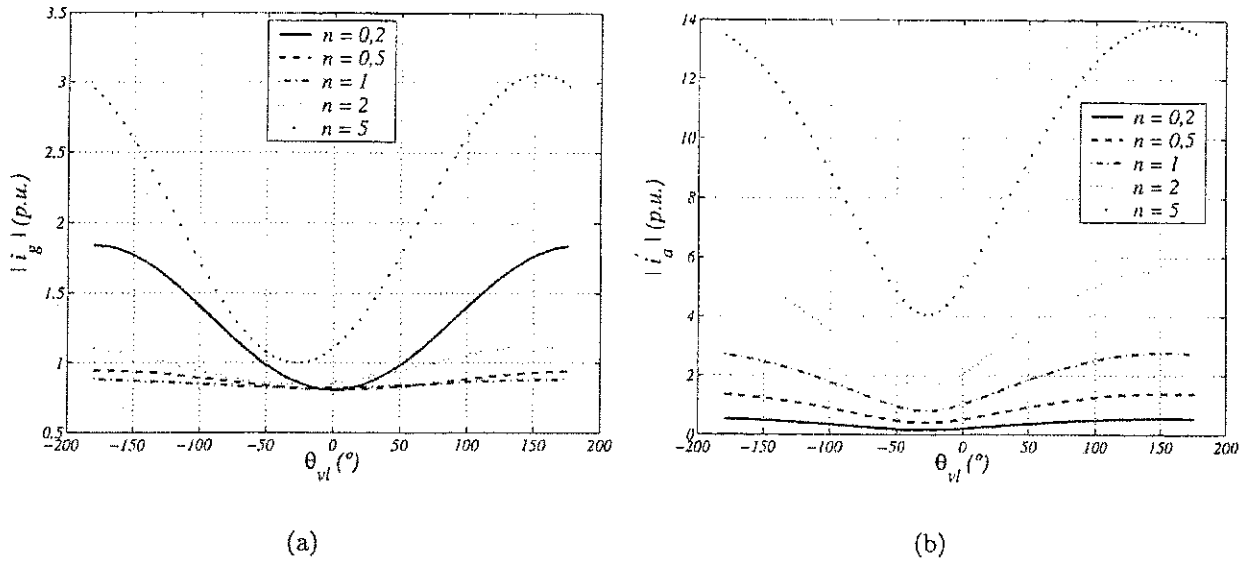 3.5
3
2.5
2
1.5
1
0.5
−200
−150
−100
−50
0
50
100
150
200
| i_g | (p.u.)
θ_vl (º)
n = 0,2
n = 0,5
n = 1
n = 2
n = 5
(a)
14
12
10
8
6
4
2
0
−200
−150
−100
−50
0
50
100
150
200
| i_a | (p.u.)
θ_vl (º)
n = 0,2
n = 0,5
n = 1
n = 2
n = 5
(b)